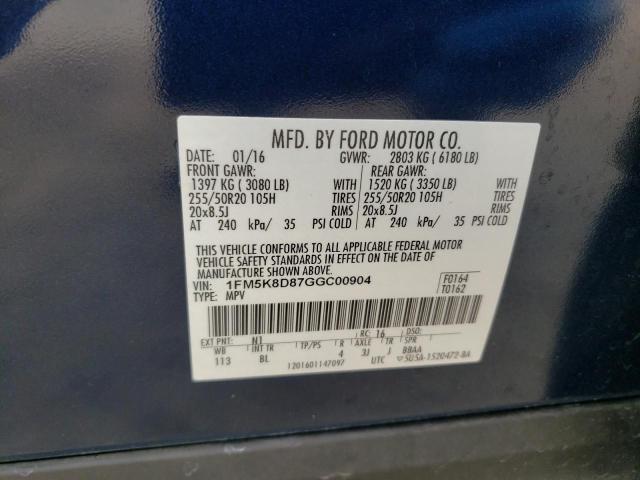 MFD. BY FORD MOTOR CO.
DATE: 01/16 GVWR: 2803 KG ( 6180 LB)
FRONT GAWR: REAR GAWR:
1397 KG ( 3080 LB) WITH 1520 KG ( 3350 LB) WITH
255/50R20 105H TIRES 255/50R20 105H TIRES
20x8.5J RIMS 20x8.5J RIMS
AT 240 kPa/ 35 PSI COLD AT 240 kPa/ 35 PSI COLD
THIS VEHICLE CONFORMS TO ALL APPLICABLE FEDERAL MOTOR
VEHICLE SAFETY STANDARDS IN EFFECT ON THE DATE OF
MANUFACTURE SHOWN ABOVE.
VIN: 1FM5K8D87GGC00904 F0164
TYPE: MPV T0162
EXT PNT: N1 RC: 16 DSO:
WB INT TR TP/PS R AXLE TR SPR
113 BL 4 3J J BBAA
1201601147097 UTC 5U5A-1520472-BA